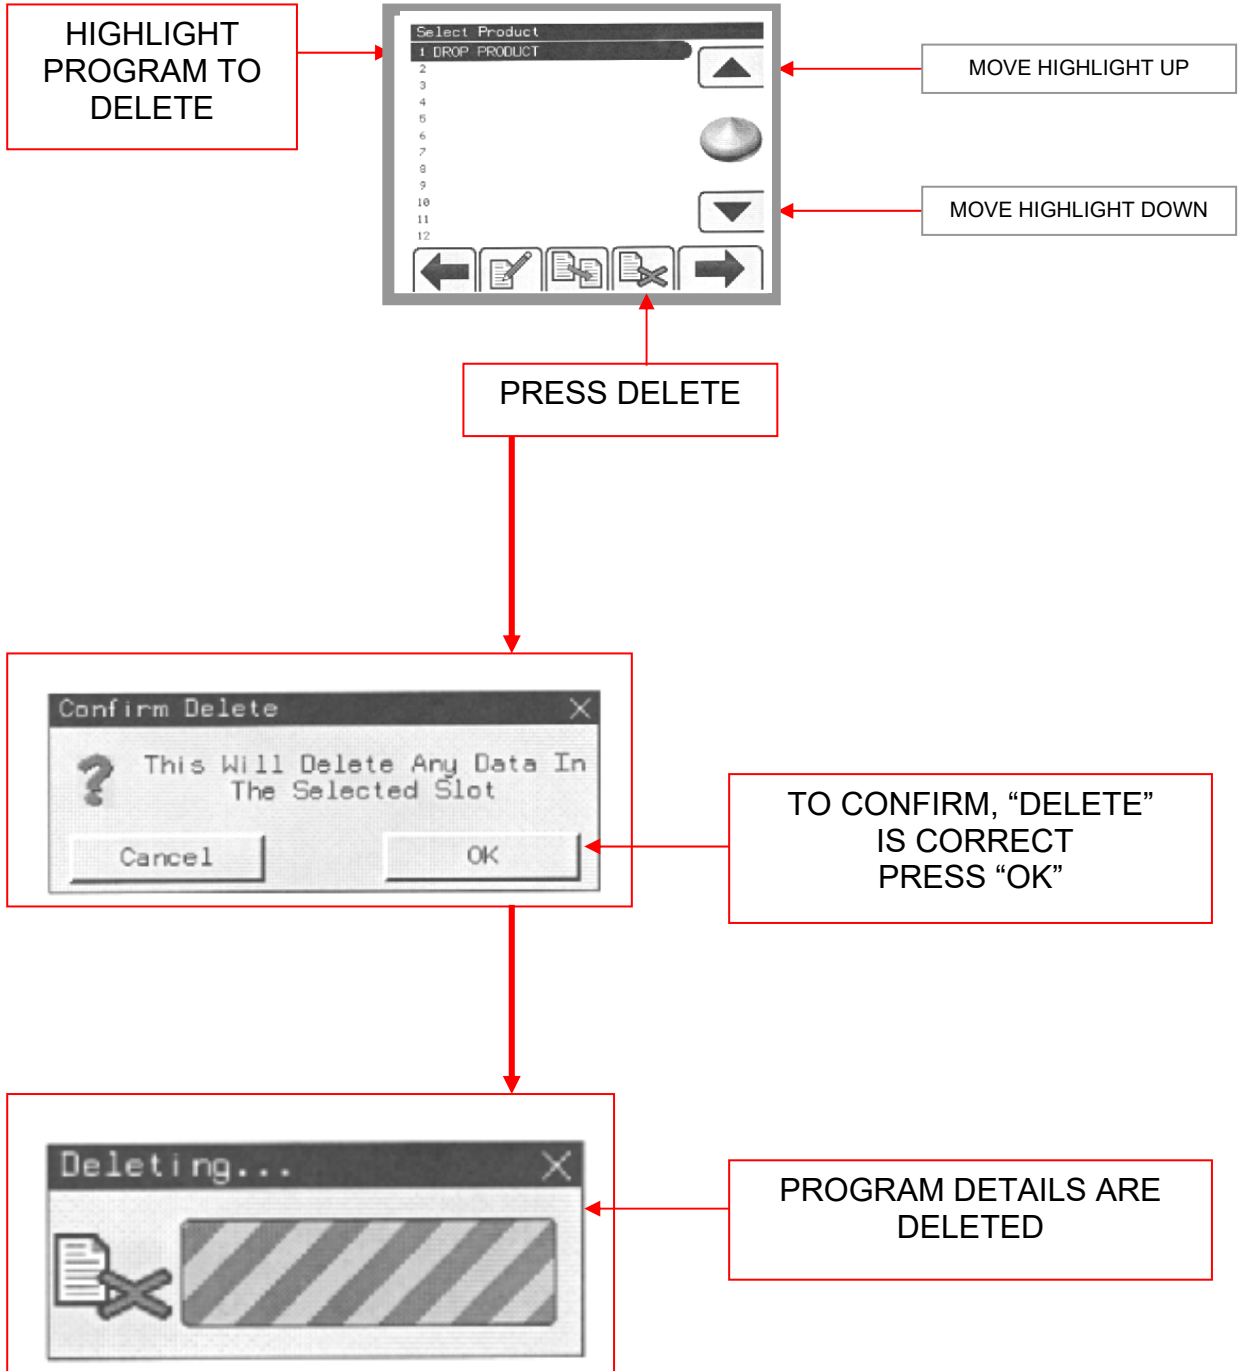 HIGHLIGHT
PROGRAM TO
DELETE
Select Product
1 DROP PRODUCT
2
3
4
5
6
7
8
9
10
11
12
MOVE HIGHLIGHT UP
MOVE HIGHLIGHT DOWN
PRESS DELETE
Confirm Delete
This Will Delete Any Data In
The Selected Slot
Cancel
OK
TO CONFIRM, “DELETE”
IS CORRECT
PRESS “OK”
Deleting...
PROGRAM DETAILS ARE
DELETED